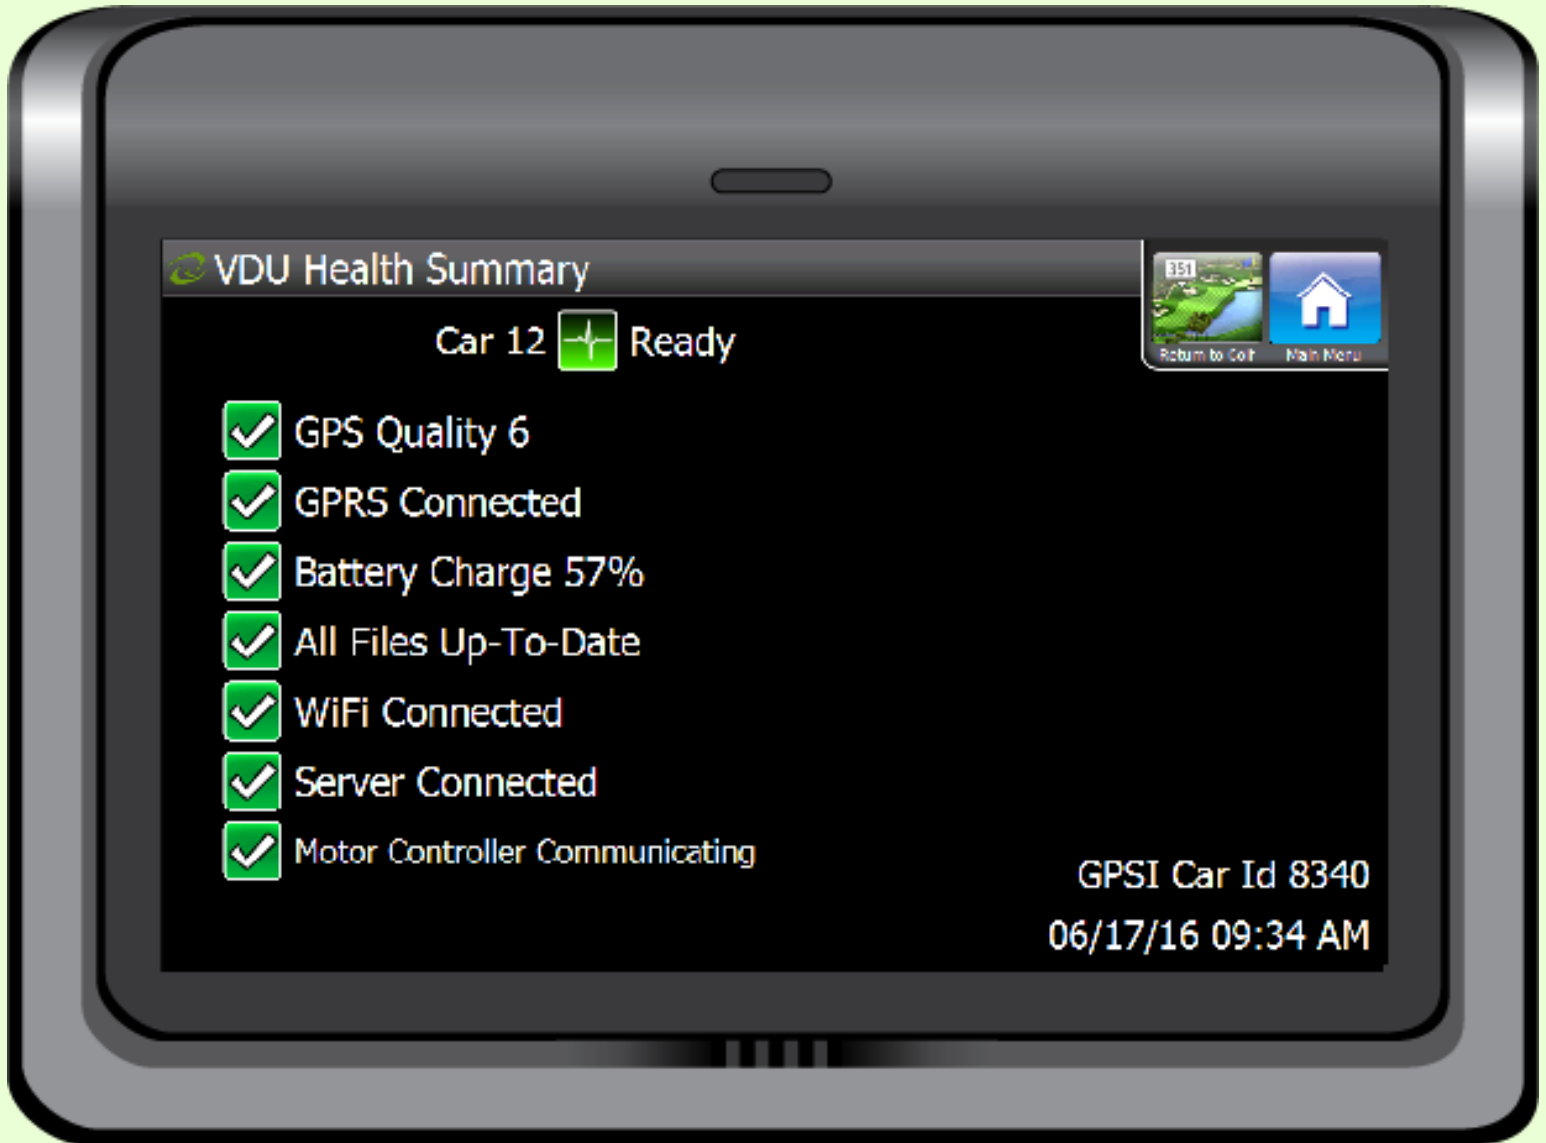 VDU Health Summary
351
Return to Golf
Main Menu
Car 12 Ready
GPS Quality 6
GPRS Connected
Battery Charge 57%
All Files Up-To-Date
WiFi Connected
Server Connected
Motor Controller Communicating
GPSI Car Id 8340
06/17/16 09:34 AM